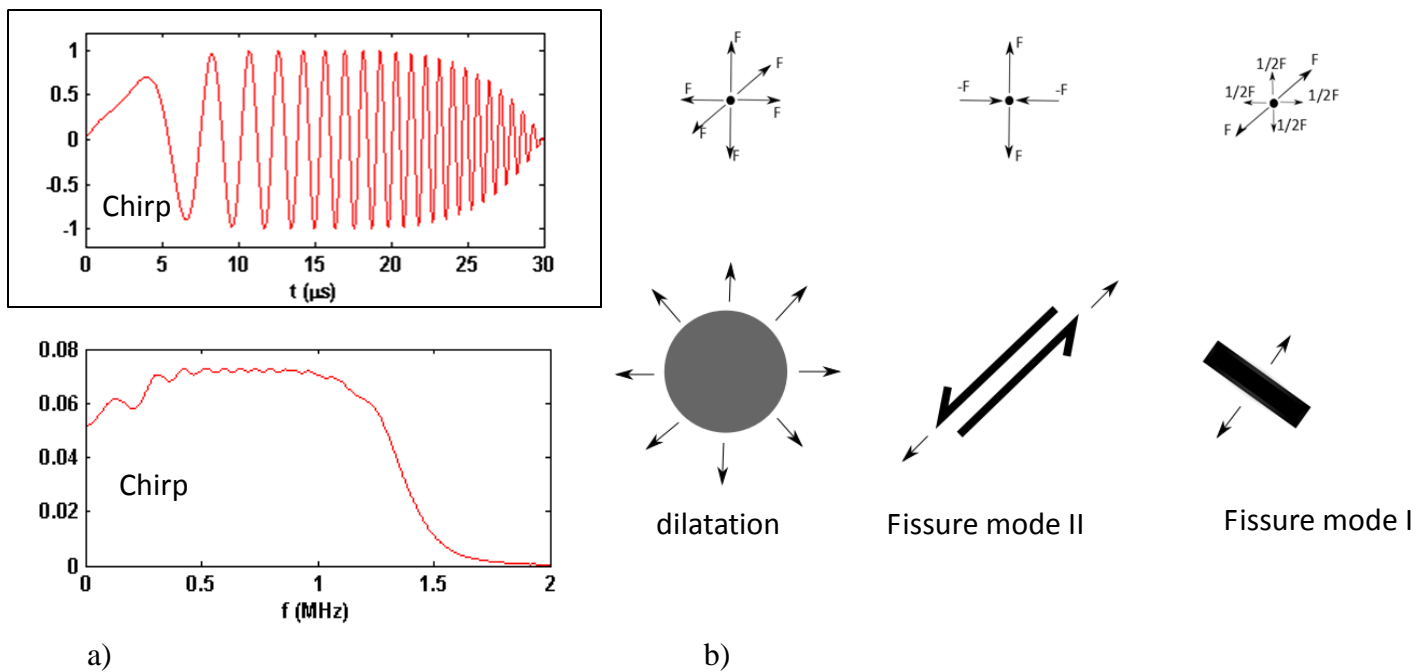 1
0.5
0
-0.5
-1
Chirp
0 5 10 15 20 25 30
t (μs)
0.08
0.06
0.04
0.02
0
Chirp
0 0.5 1 1.5 2
f (MHz)
a)
F
F
F
F
F
F
F
-F
-F
F
1/2F
F
1/2F
1/2F
F
1/2F
dilatation
Fissure mode II
Fissure mode I
b)